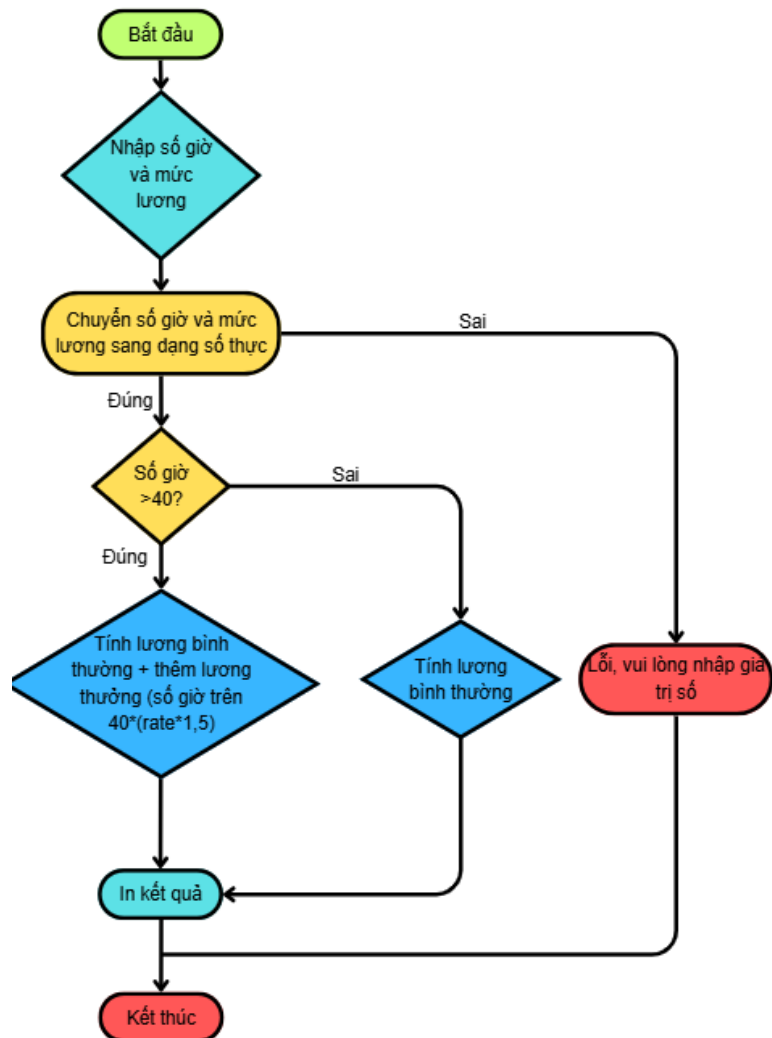 Bắt đầu
Nhập số giờ
và mức
lương
Chuyển số giờ và mức
lương sang dạng số thực
Sai
Đúng
Số giờ
>40?
Sai
Đúng
Tính lương bình
thường + thêm lương
thưởng (số giờ trên
40*(rate*1,5)
Tính lương
bình thường
Lỗi, vui lòng nhập giá
trị số
In kết quả
Kết thúc